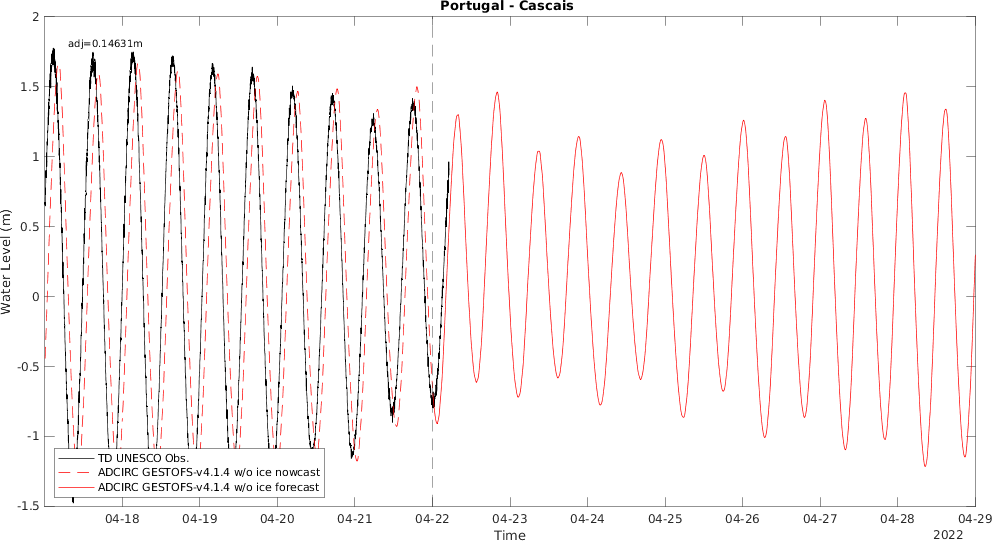 Portugal - Cascais
adj=0.14631m
2
1.5
1
0.5
0
-0.5
-1
-1.5
Water Level (m)
TD UNESCO Obs.
ADCIRC GESTOFS-v4.1.4 w/o ice nowcast
ADCIRC GESTOFS-v4.1.4 w/o ice forecast
04-18 04-19 04-20 04-21 04-22 04-23 04-24 04-25 04-26 04-27 04-28 04-29
Time
2022